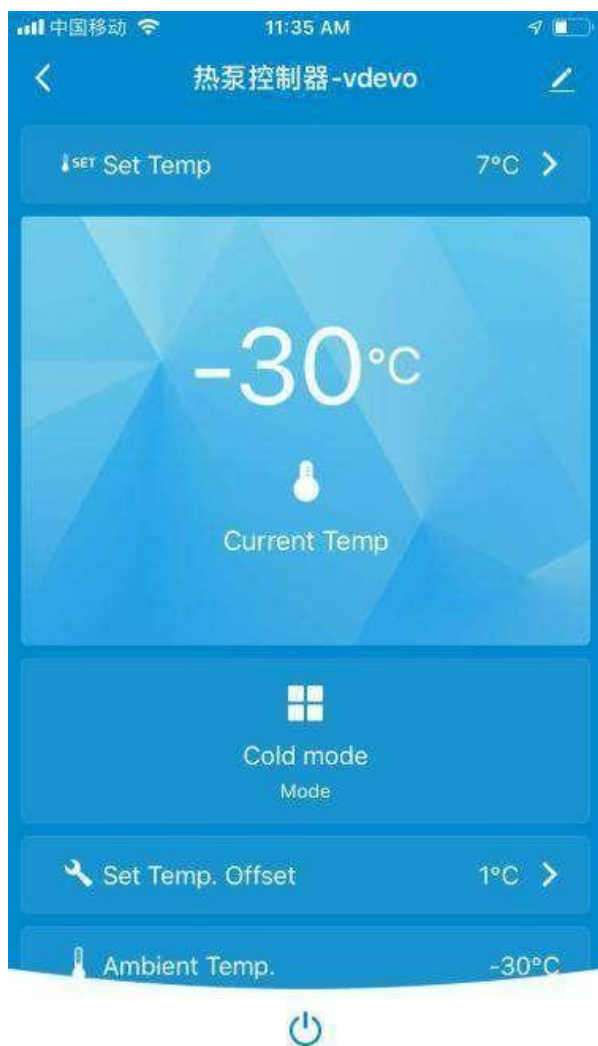 中国移动 11:35 AM
热泵控制器-vdevo
SET Set Temp 7°C
-30°C
Current Temp
Cold mode
Mode
Set Temp. Offset 1°C
Ambient Temp. -30°C